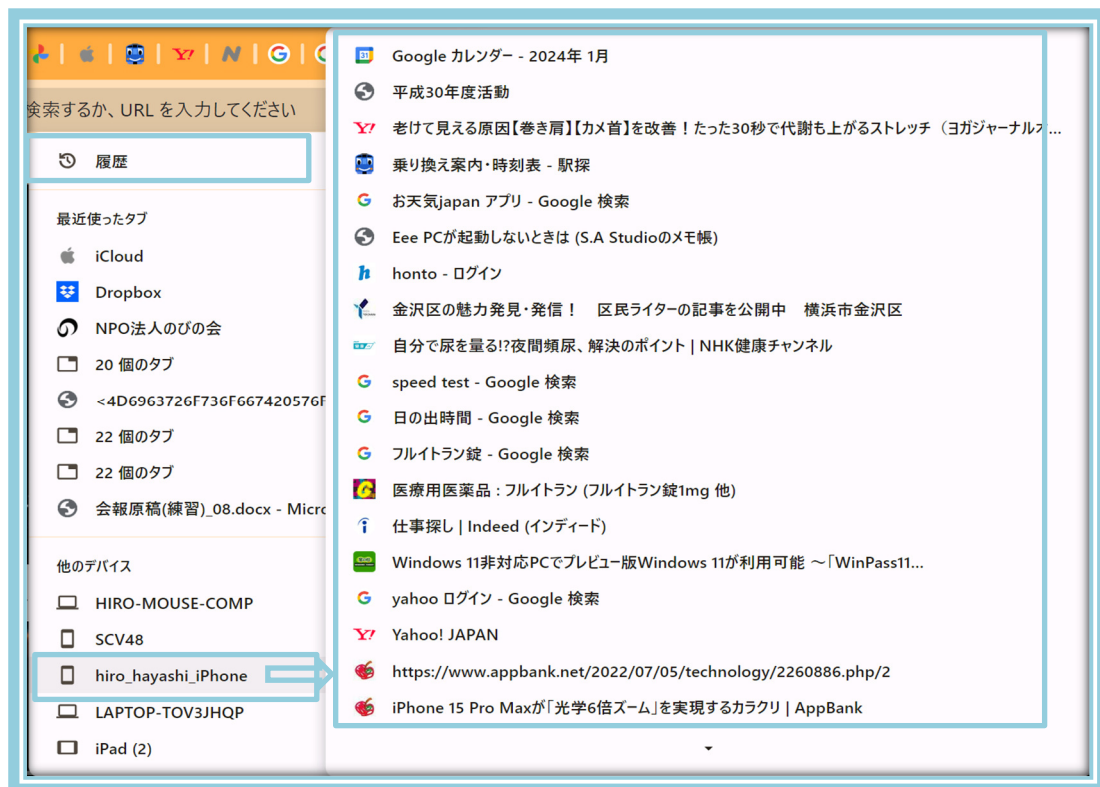 検索するか、URL を入力してください
履歴
最近使ったタブ
iCloud
Dropbox
NPO法人のびの会
20 個のタブ
<4D6963726F736F667420576F
22 個のタブ
22 個のタブ
会報原稿(練習)_08.docx - Micro
他のデバイス
HIRO-MOUSE-COMP
SCV48
hiro_hayashi_iPhone
LAPTOP-TOV3JHQP
iPad (2)
Google カレンダー - 2024年 1月
平成30年度活動
老けて見える原因【巻き肩】【カメ首】を改善！たった30秒で代謝も上がるストレッチ（ヨガジャーナルオ...
乗り換え案内・時刻表 - 駅探
お天気japan アプリ - Google 検索
Eee PCが起動しないときは (S.A Studioのメモ帳)
honto - ログイン
金沢区の魅力発見・発信！　区民ライターの記事を公開中　横浜市金沢区
自分で尿を量る!?夜間頻尿、解決のポイント | NHK健康チャンネル
speed test - Google 検索
日の出時間 - Google 検索
フルイトラン錠 - Google 検索
医療用医薬品 : フルイトラン (フルイトラン錠1mg 他)
仕事探し | Indeed (インディード)
Windows 11非対応PCでプレビュー版Windows 11が利用可能 ～「WinPass11...
yahoo ログイン - Google 検索
Yahoo! JAPAN
https://www.appbank.net/2022/07/05/technology/2260886.php/2
iPhone 15 Pro Maxが「光学6倍ズーム」を実現するカラクリ | AppBank